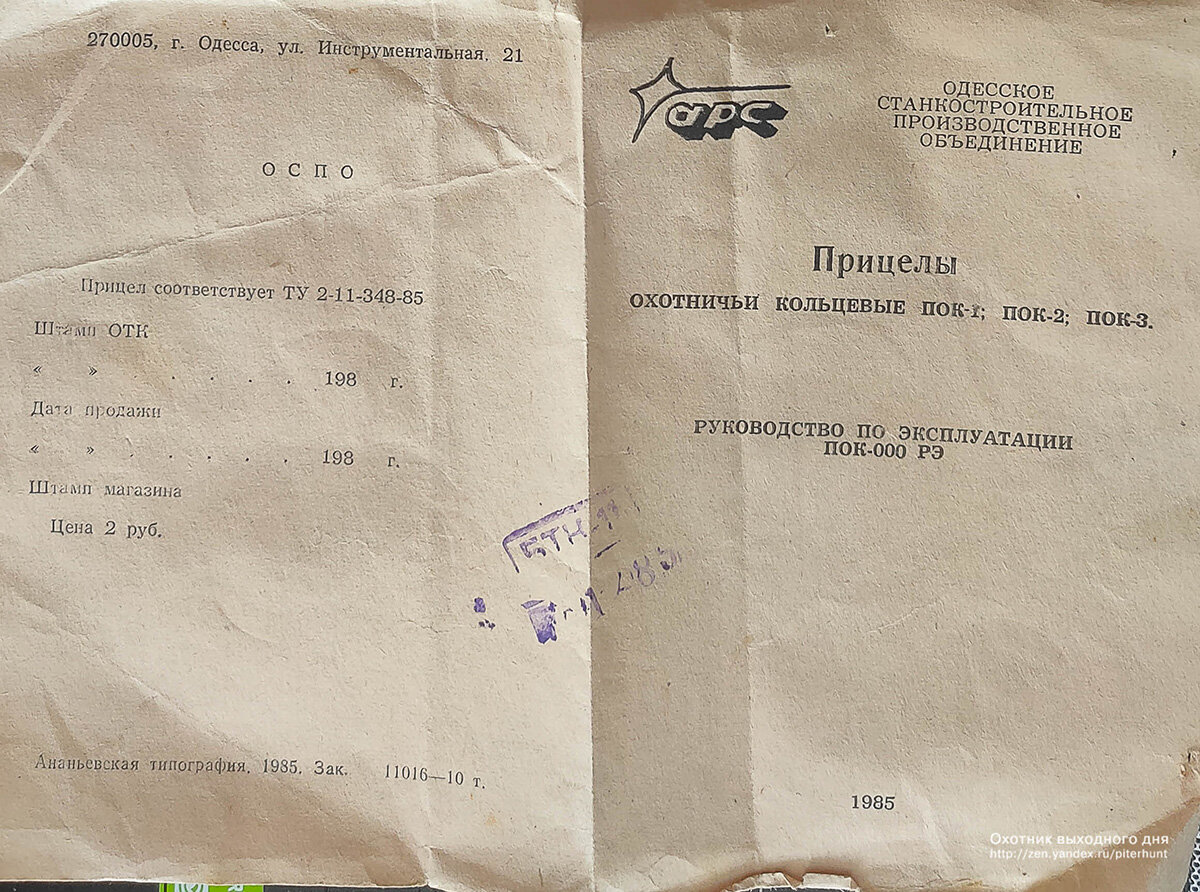 270005, г. Одесса, ул. Инструментальная, 21
ОСПО
Прицел соответствует ТУ 2-11-348-85
Штамп ОТК
« » . . . . . 198 г.
Дата продажи
« » . . . . . 198 г.
Штамп магазина
Цена 2 руб.
Ананьевская типография, 1985. Зак. 11016—10 т.
арс
ОДЕССКОЕ
СТАНКОСТРОИТЕЛЬНОЕ
ПРОИЗВОДСТВЕННОЕ
ОБЪЕДИНЕНИЕ
Прицелы
ОХОТНИЧЬИ КОЛЬЦЕВЫЕ ПОК-1; ПОК-2; ПОК-3.
РУКОВОДСТВО ПО ЭКСПЛУАТАЦИИ
ПОК-000 РЭ
1985
Охотник выходного дня
http://zen.yandex.ru/piterhunt